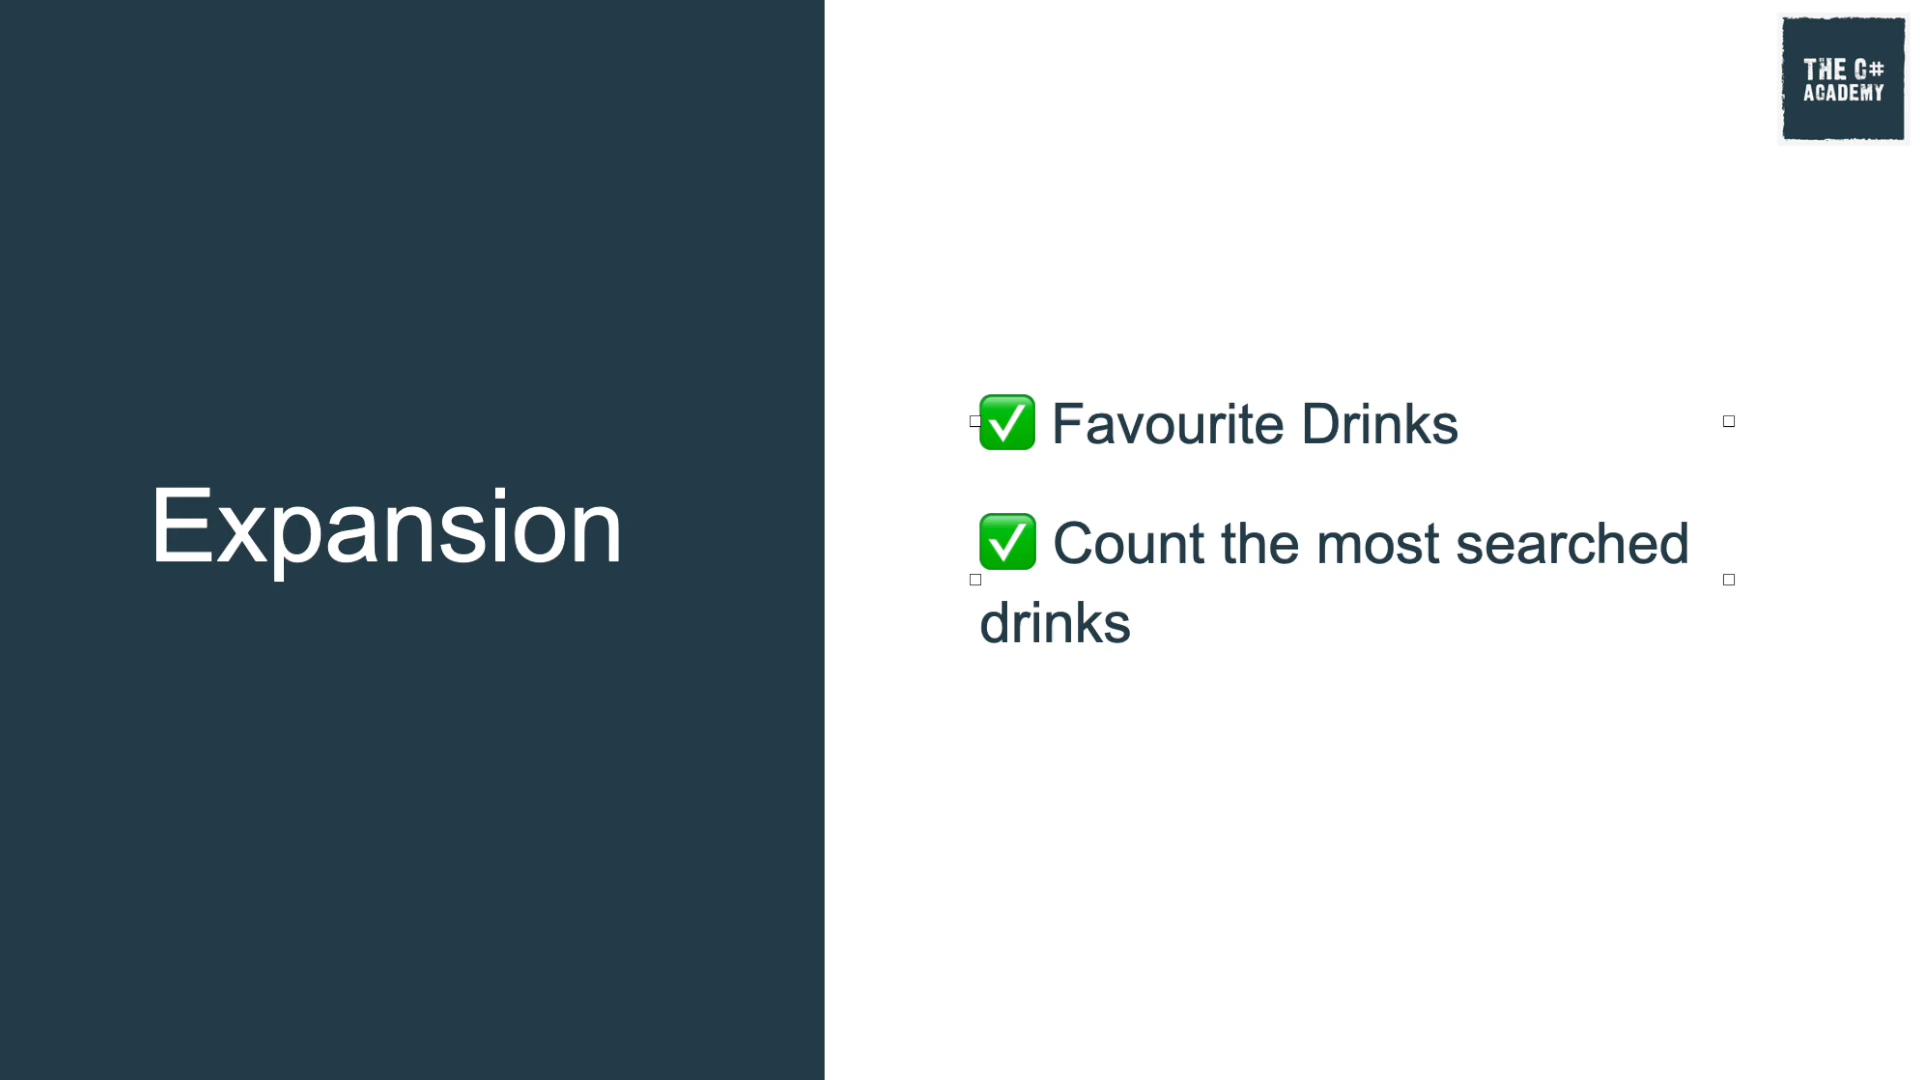 THE C#
ACADEMY
Expansion
✅ Favourite Drinks
✅ Count the most searched
drinks